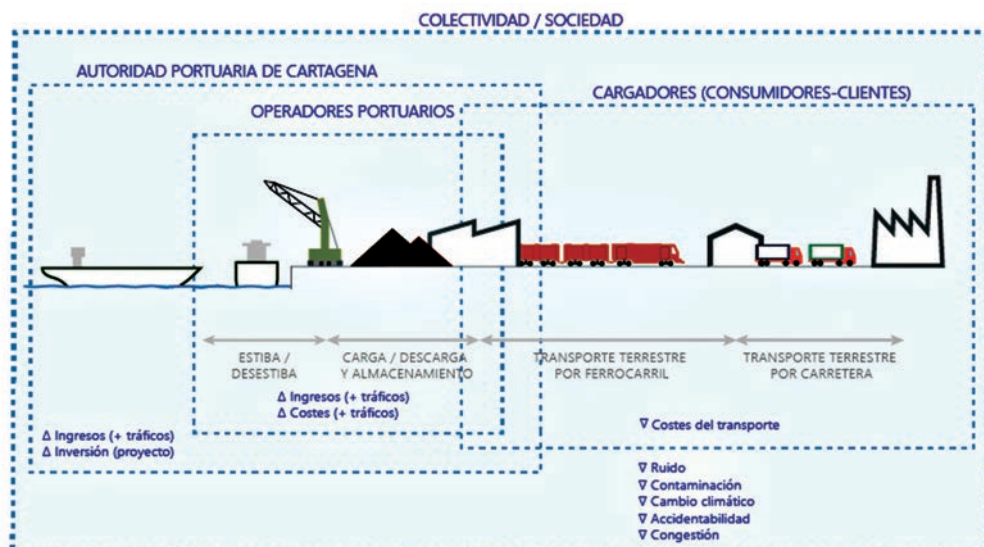 COLECTIVIDAD / SOCIEDAD
AUTORIDAD PORTUARIA DE CARTAGENA
CARGADORES (CONSUMIDORES-CLIENTES)
OPERADORES PORTUARIOS
ESTIBA /
DESESTIBA
CARGA / DESCARGA
Y ALMACENAMIENTO
TRANSPORTE TERRESTRE
POR FERROCARRIL
TRANSPORTE TERRESTRE
POR CARRETERA
Δ Ingresos (+ tráficos)
Δ Costes (+ tráficos)
Δ Ingresos (+ tráficos)
Δ Inversión (proyecto)
∇ Costes del transporte
∇ Ruido
∇ Contaminación
∇ Cambio climático
∇ Accidentabilidad
∇ Congestión